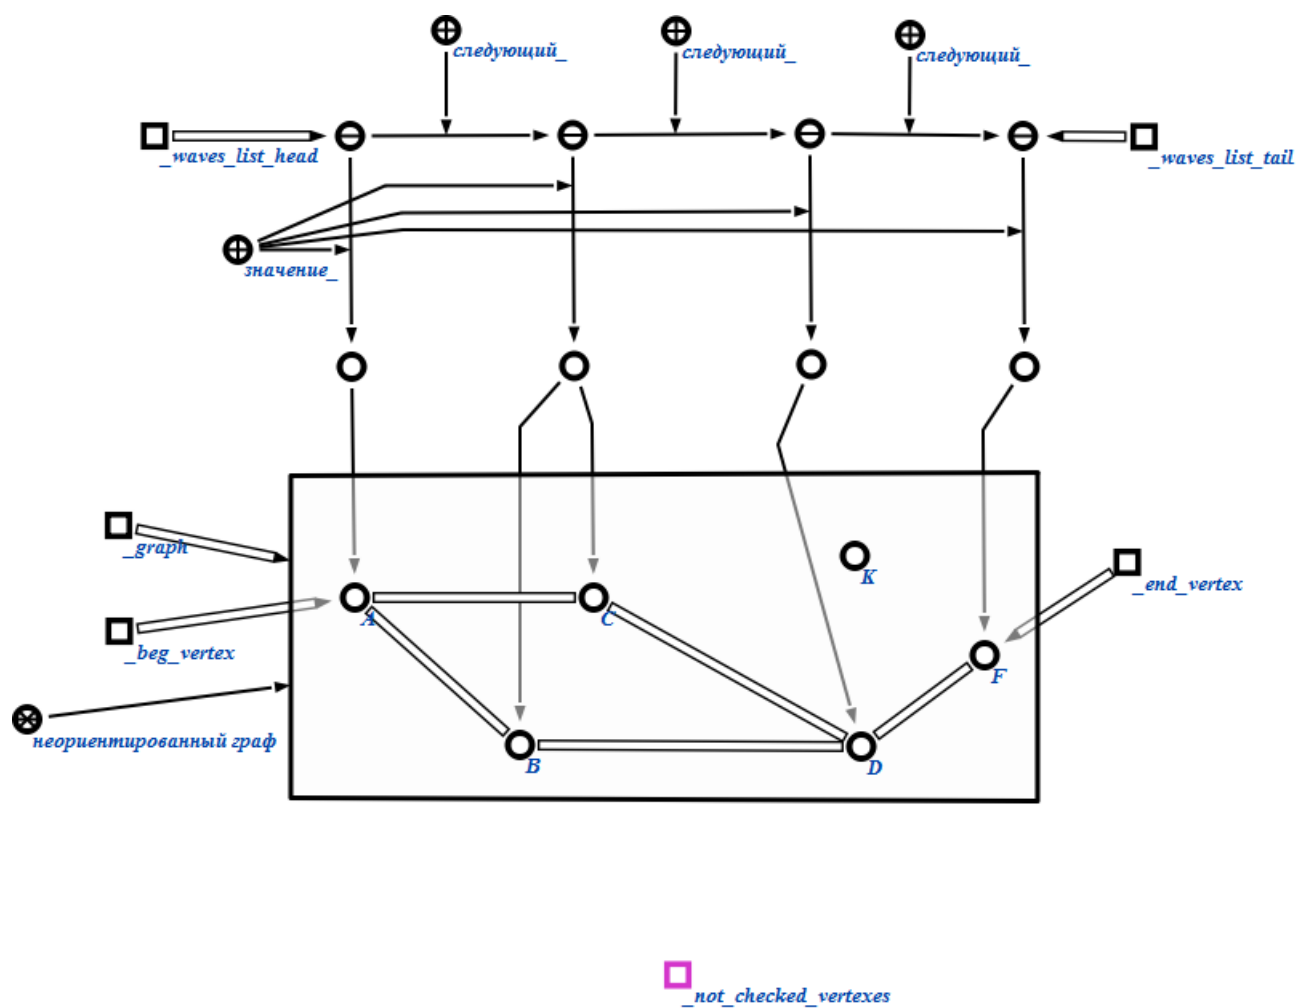 следующий_
следующий_
следующий_
_waves_list_head
_waves_list_tail
значение_
_graph
K
_end_vertex
A
C
_beg_vertex
F
неориентированный граф
B
D
_not_checked_vertexes